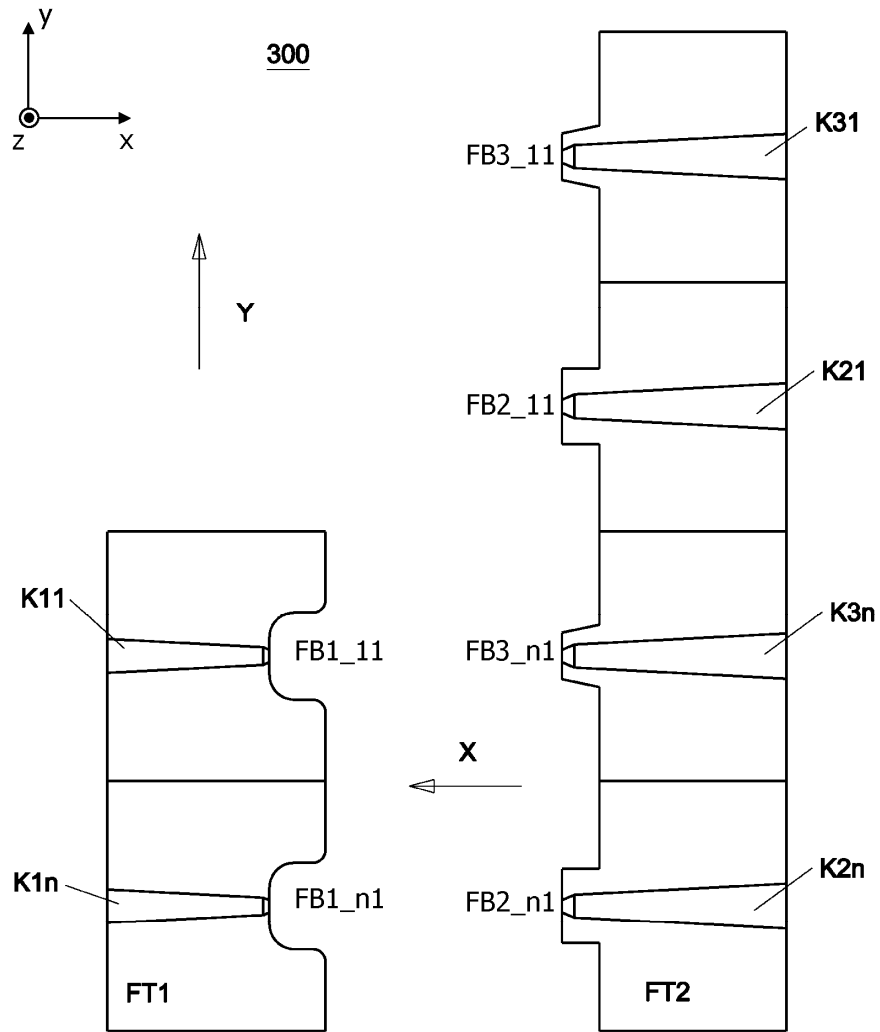 y
300
z
x
K31
FB3_11
Y
K21
FB2_11
K11
FB1_11
K3n
FB3_n1
X
K1n
FB1_n1
K2n
FB2_n1
FT1
FT2